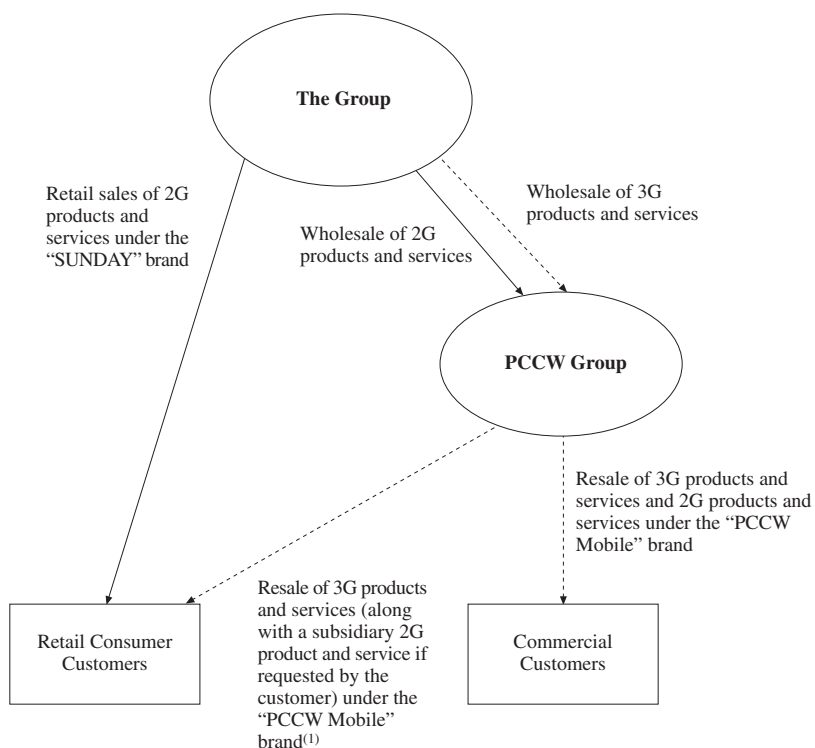 The Group
Retail sales of 2G
products and
services under the
“SUNDAY” brand
Wholesale of 3G
products and services
Wholesale of 2G
products and services
PCCW Group
Resale of 3G products and
services and 2G products and
services under the “PCCW
Mobile” brand
Resale of 3G products
and services (along
with a subsidiary 2G
product and service if
requested by the
customer) under the
“PCCW Mobile”
brand(1)
Retail Consumer
Customers
Commercial
Customers